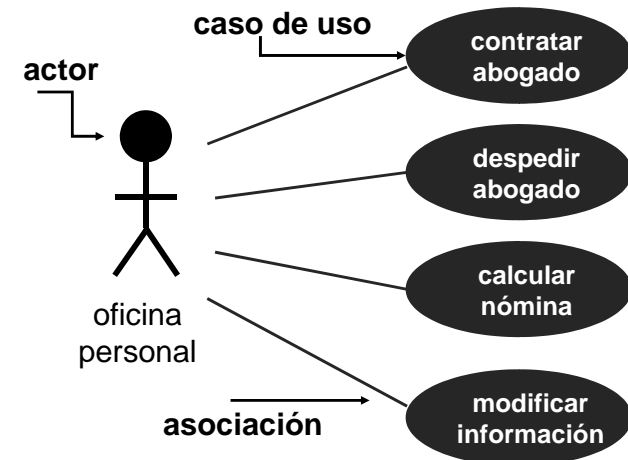 caso de uso
contratar
abogado
actor
despedir
abogado
calcular
nómina
oficina
personal
modificar
información
asociación